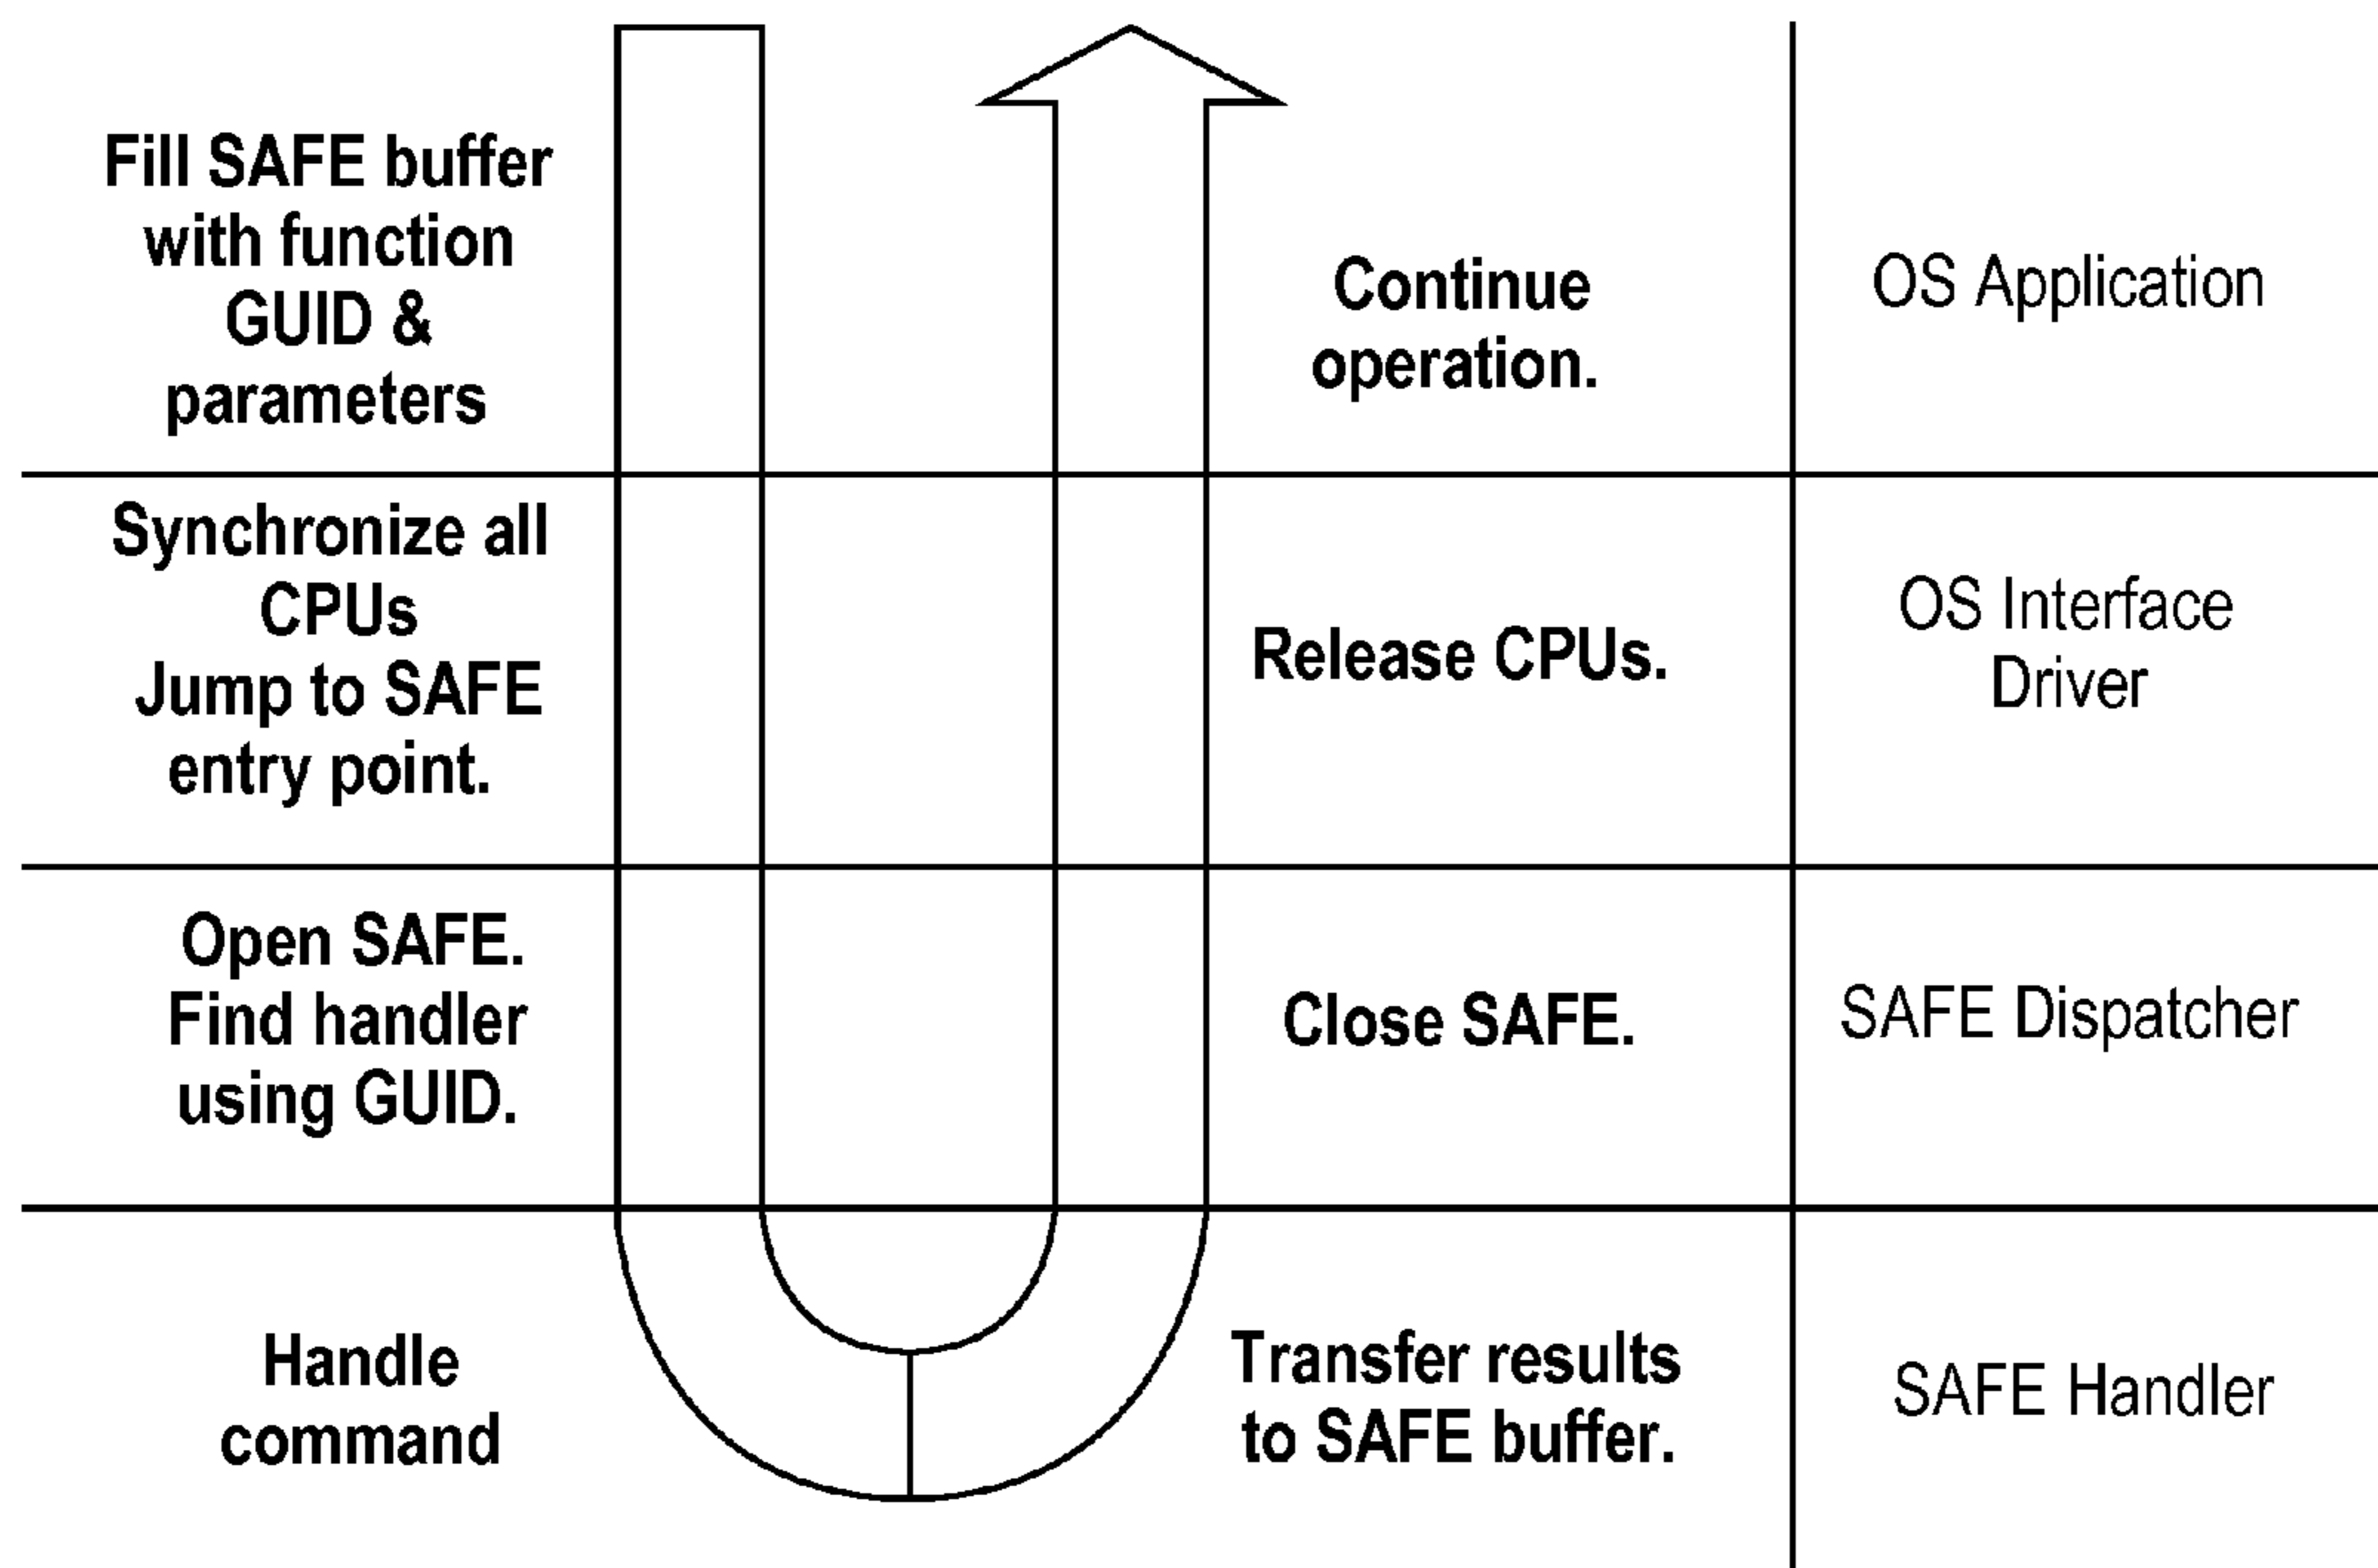 Fill SAFE buffer
with function
GUID &
parameters
Continue
operation.
OS Application
Synchronize all
CPUs
Jump to SAFE
entry point.
Release CPUs.
OS Interface
Driver
Open SAFE.
Find handler
using GUID.
Close SAFE.
SAFE Dispatcher
Handle
command
Transfer results
to SAFE buffer.
SAFE Handler